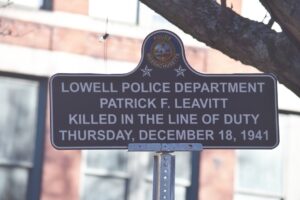 LOWELL POLICE DEPARTMENT
PATRICK F. LEAVITT
KILLED IN THE LINE OF DUTY
THURSDAY, DECEMBER 18, 1941